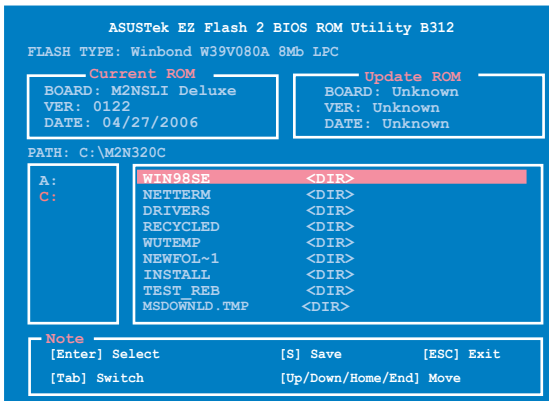 ASUSTek EZ Flash 2 BIOS ROM Utility B312
FLASH TYPE: Winbond W39V080A 8Mb LPC
Current ROM
BOARD: M2NSLI Deluxe
VER: 0122
DATE: 04/27/2006
Update ROM
BOARD: Unknown
VER: Unknown
DATE: Unknown
PATH: C:\M2N320C
A:
C:
WIN98SE <DIR>
NETTERM <DIR>
DRIVERS <DIR>
RECYCLED <DIR>
WUTEMP <DIR>
NEWFOL~1 <DIR>
INSTALL <DIR>
TEST_REB <DIR>
MSDOWNLD.TMP <DIR>
Note
[Enter] Select [S] Save [ESC] Exit
[Tab] Switch [Up/Down/Home/End] Move